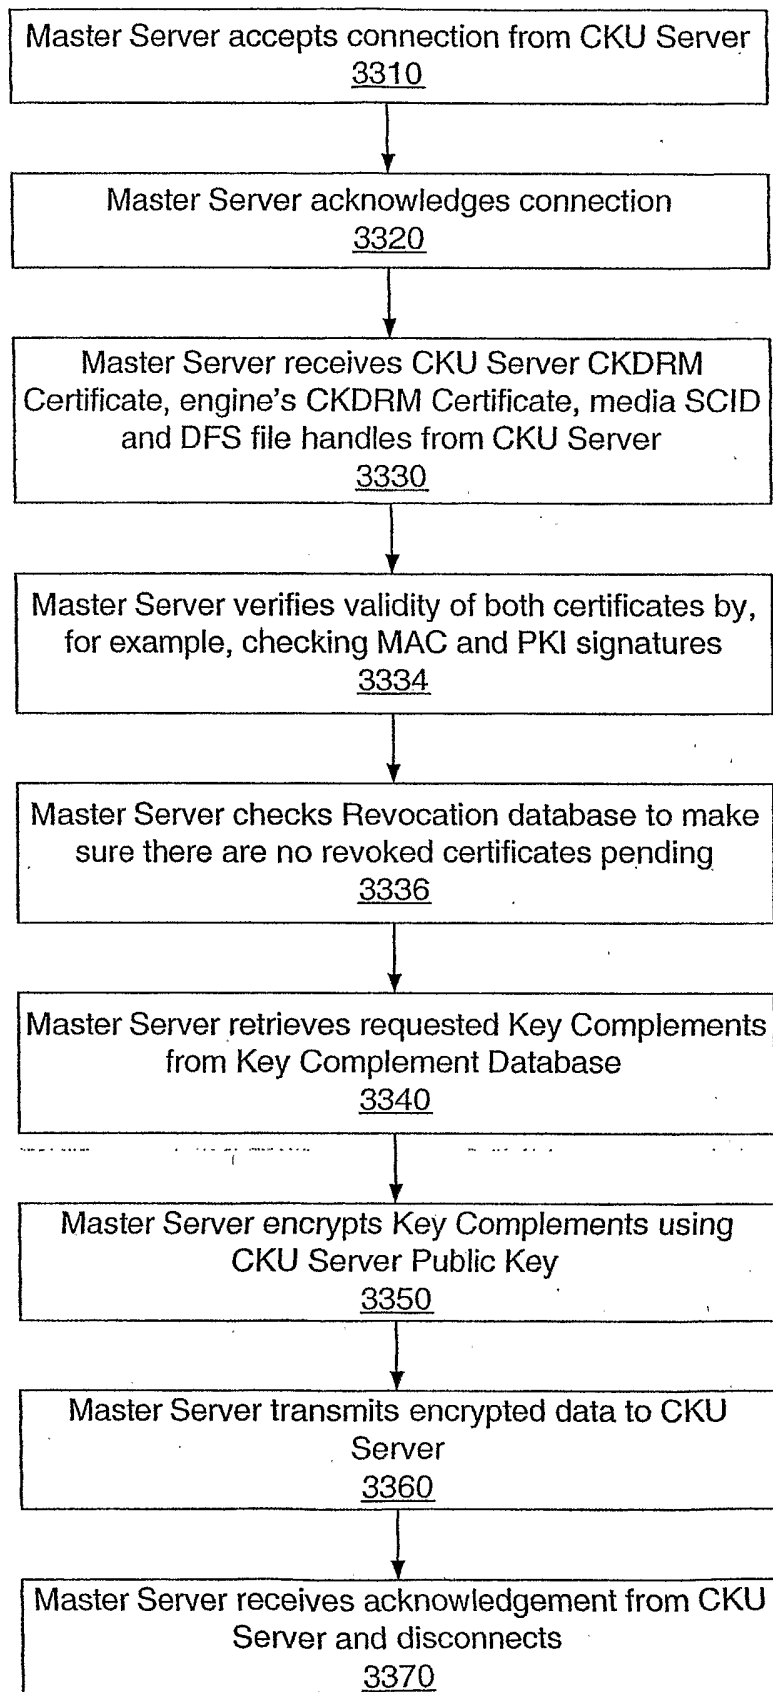 Master Server accepts connection from CKU Server
3310
Master Server acknowledges connection
3320
Master Server receives CKU Server CKDRM
Certificate, engine's CKDRM Certificate, media SCID
and DFS file handles from CKU Server
3330
Master Server verifies validity of both certificates by,
for example, checking MAC and PKI signatures
3334
Master Server checks Revocation database to make
sure there are no revoked certificates pending
3336
Master Server retrieves requested Key Complements
from Key Complement Database
3340
Master Server encrypts Key Complements using
CKU Server Public Key
3350
Master Server transmits encrypted data to CKU
Server
3360
Master Server receives acknowledgement from CKU
Server and disconnects
3370